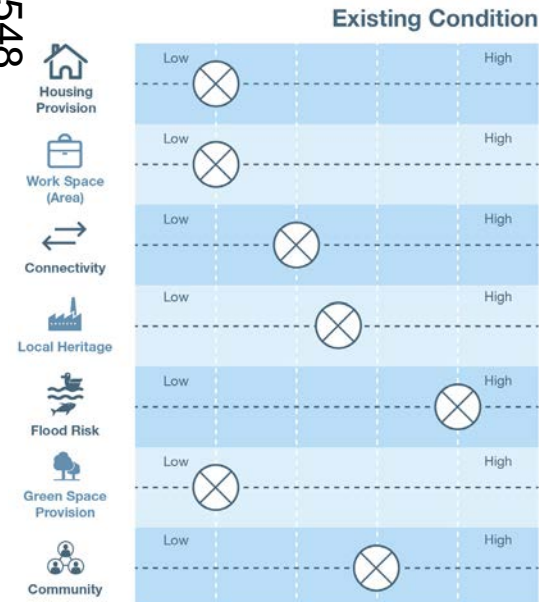 548
Existing Condition
Low High
Housing
Provision
Low High
Work Space
(Area)
Low High
Connectivity
Low High
Local Heritage
Low High
Flood Risk
Low High
Green Space
Provision
Low High
Community